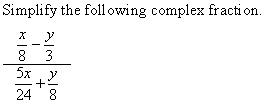 Simplify the following complex fraction.
x/8 − y/3
5x/24 + y/8